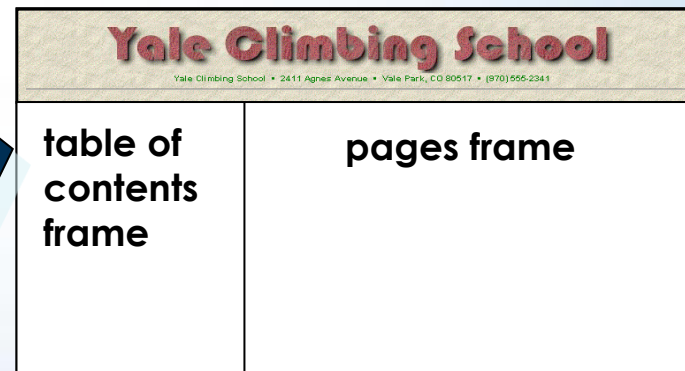 Yale Climbing School
Yale Climbing School • 2411 Agnes Avenue • Vale Park, CO 80517 • (970) 555-2341
table of
contents
frame
pages frame